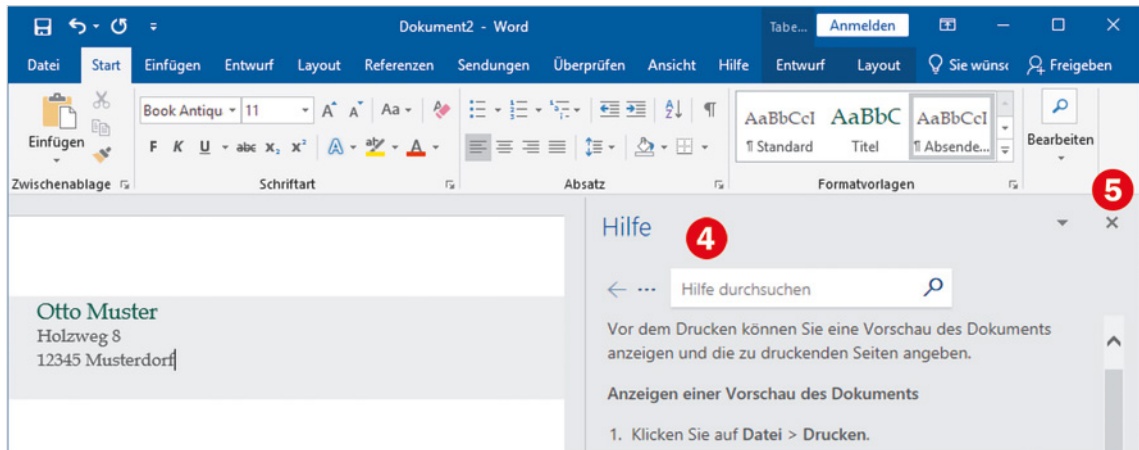 Dokument2 - Word
Tabe... Anmelden
Datei Start Einfügen Entwurf Layout Referenzen Sendungen Überprüfen Ansicht Hilfe Entwurf Layout Sie wünsc Freigeben
Einfügen
Book Antiqu 11 A A Aa
F K U abc x₂ x² A aby A
AaBbCcI AaBbC AaBbCcI
¶ Standard Titel ¶ Absende...
Bearbeiten
Zwischenablage Schriftart Absatz Formatvorlagen
5
Hilfe 4
Hilfe durchsuchen
Otto Muster
Holzweg 8
12345 Musterdorf
Vor dem Drucken können Sie eine Vorschau des Dokuments
anzeigen und die zu druckenden Seiten angeben.
Anzeigen einer Vorschau des Dokuments
1. Klicken Sie auf Datei > Drucken.